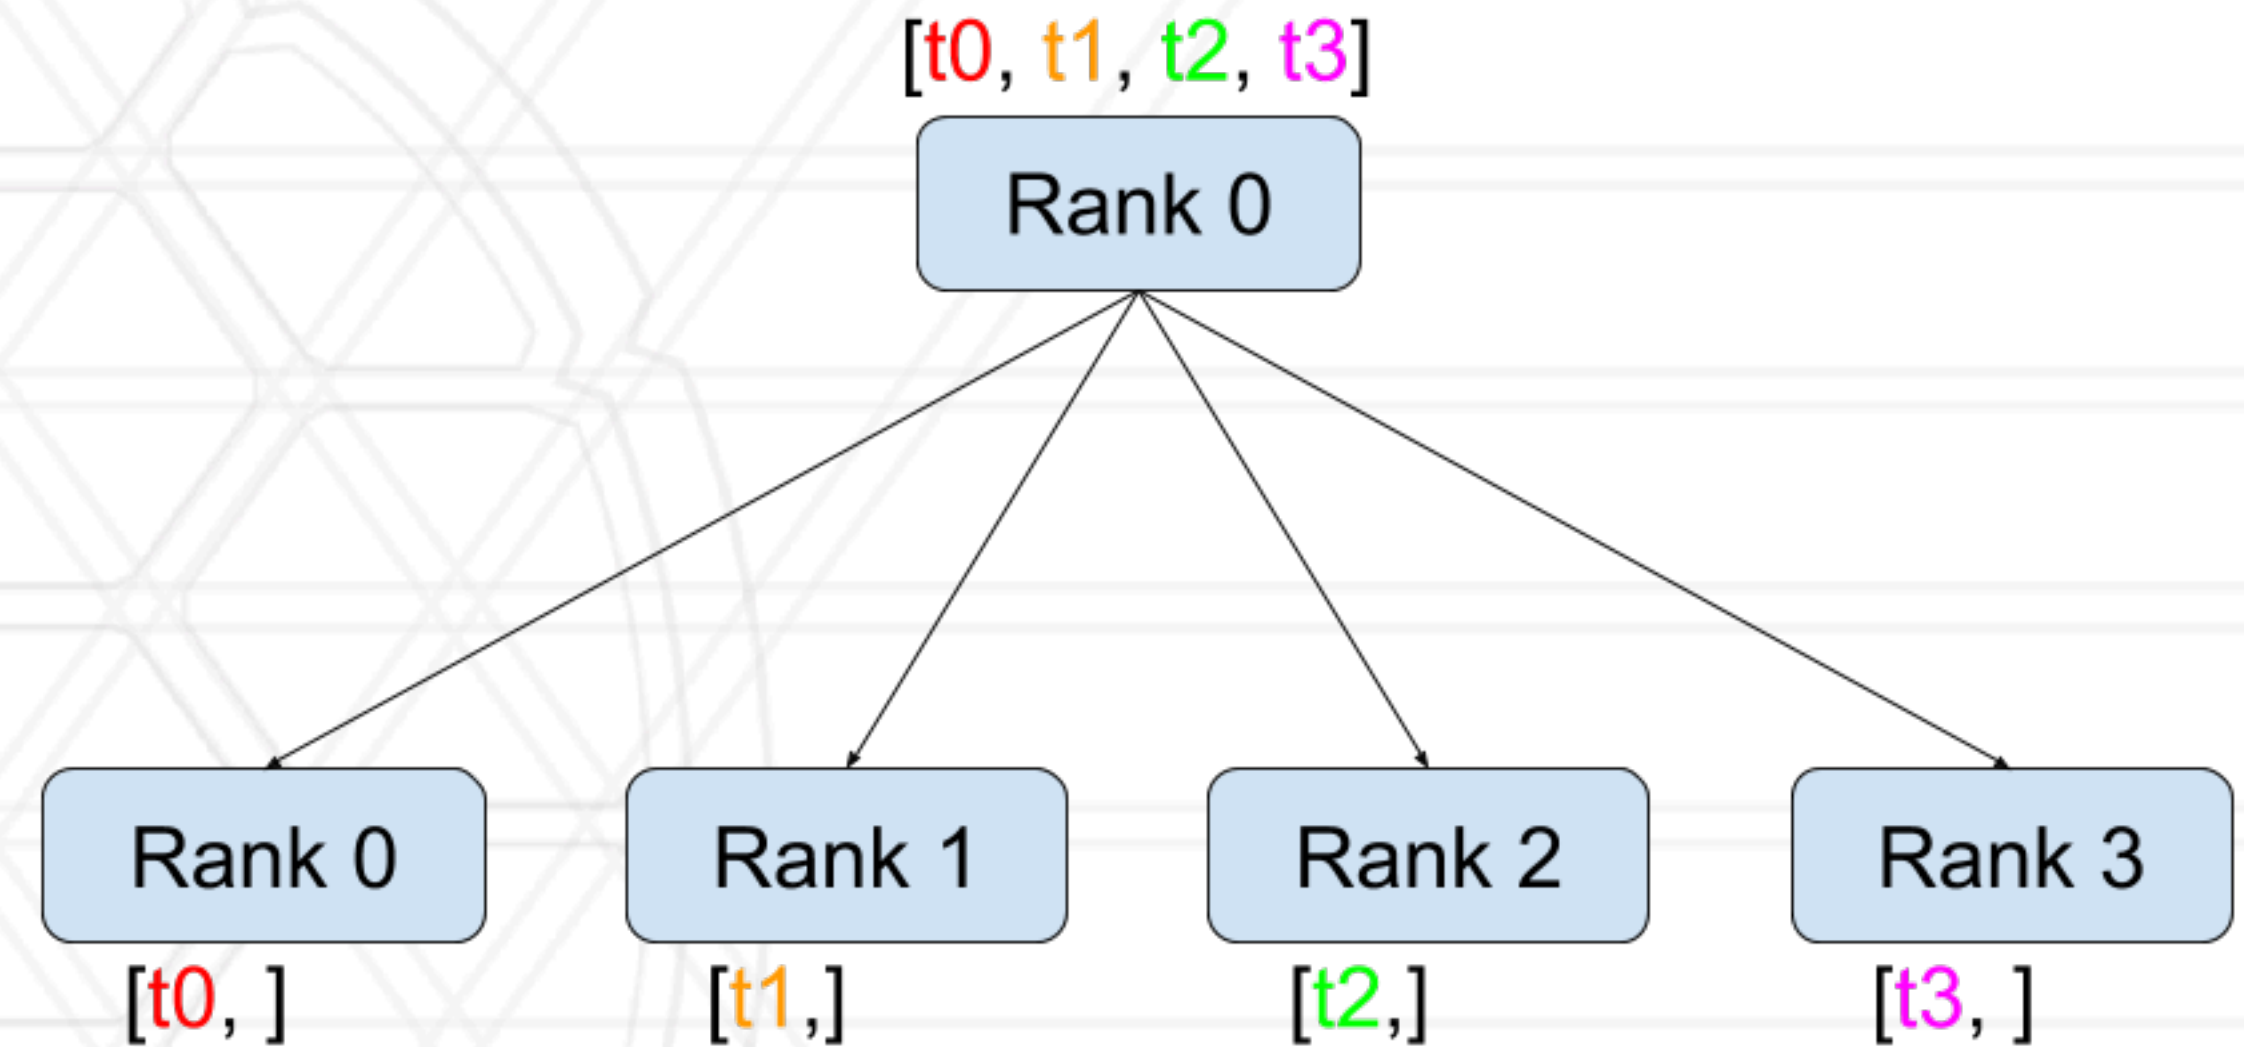 [t0, t1, t2, t3]
Rank 0
Rank 0
Rank 1
Rank 2
Rank 3
[t0, ]
[t1,]
[t2,]
[t3, ]